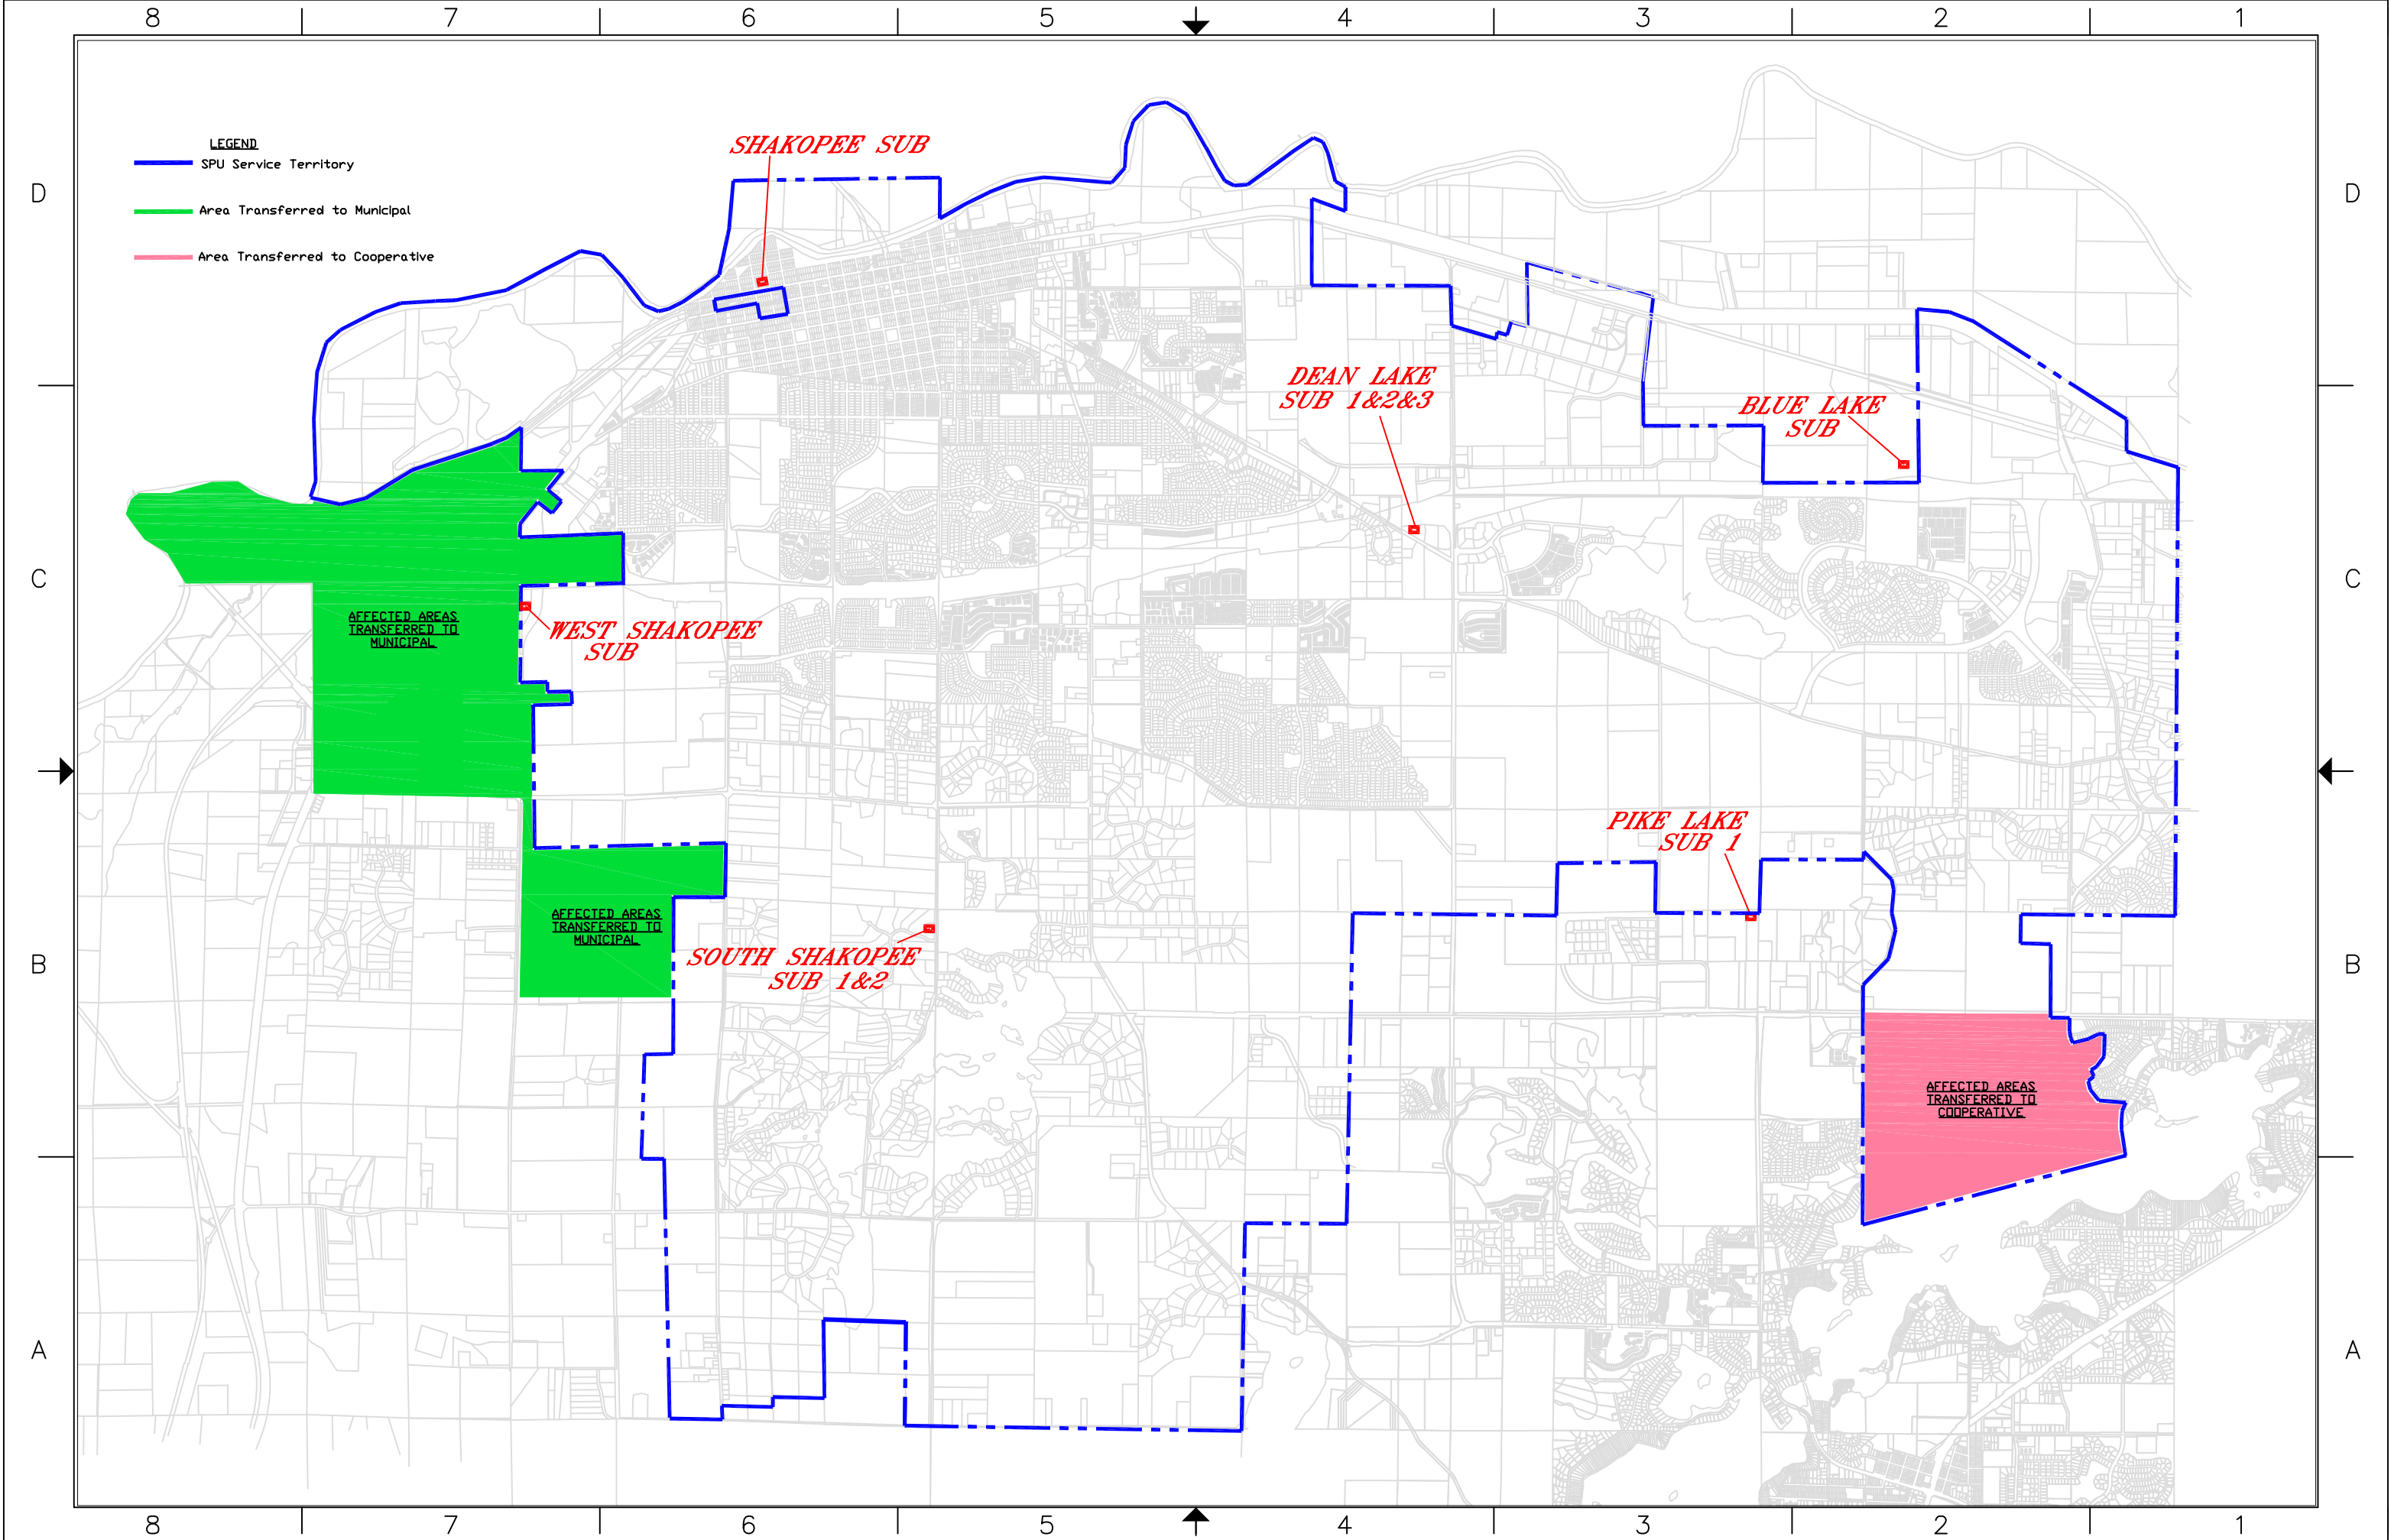 8 7 6 5 4 3 2 1
LEGEND
SPU Service Territory
Area Transferred to Municipal
Area Transferred to Cooperative
SHAKOPEE SUB
D D
DEAN LAKE
SUB 1&2&3
BLUE LAKE
SUB
C C
AFFECTED AREAS
TRANSFERRED TO
MUNICIPAL
WEST SHAKOPEE
SUB
PIKE LAKE
SUB 1
AFFECTED AREAS
TRANSFERRED TO
MUNICIPAL
SOUTH SHAKOPEE
SUB 1&2
B B
AFFECTED AREAS
TRANSFERRED TO
COOPERATIVE
A A
8 7 6 5 4 3 2 1